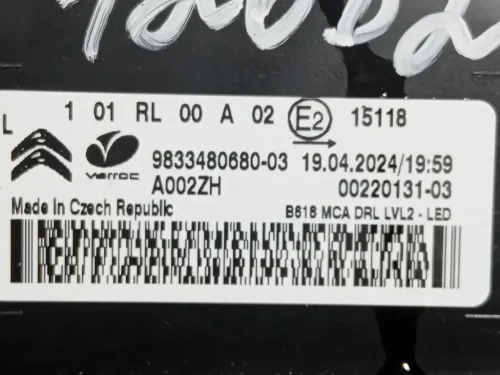 L 1 01 RL 00 A 02 E2 15118
varroc 9833480680-03 19.04.2024/19:59
A002ZH 00220131-03
Made in Czech Republic B618 MCA DRL LVL2 - LED